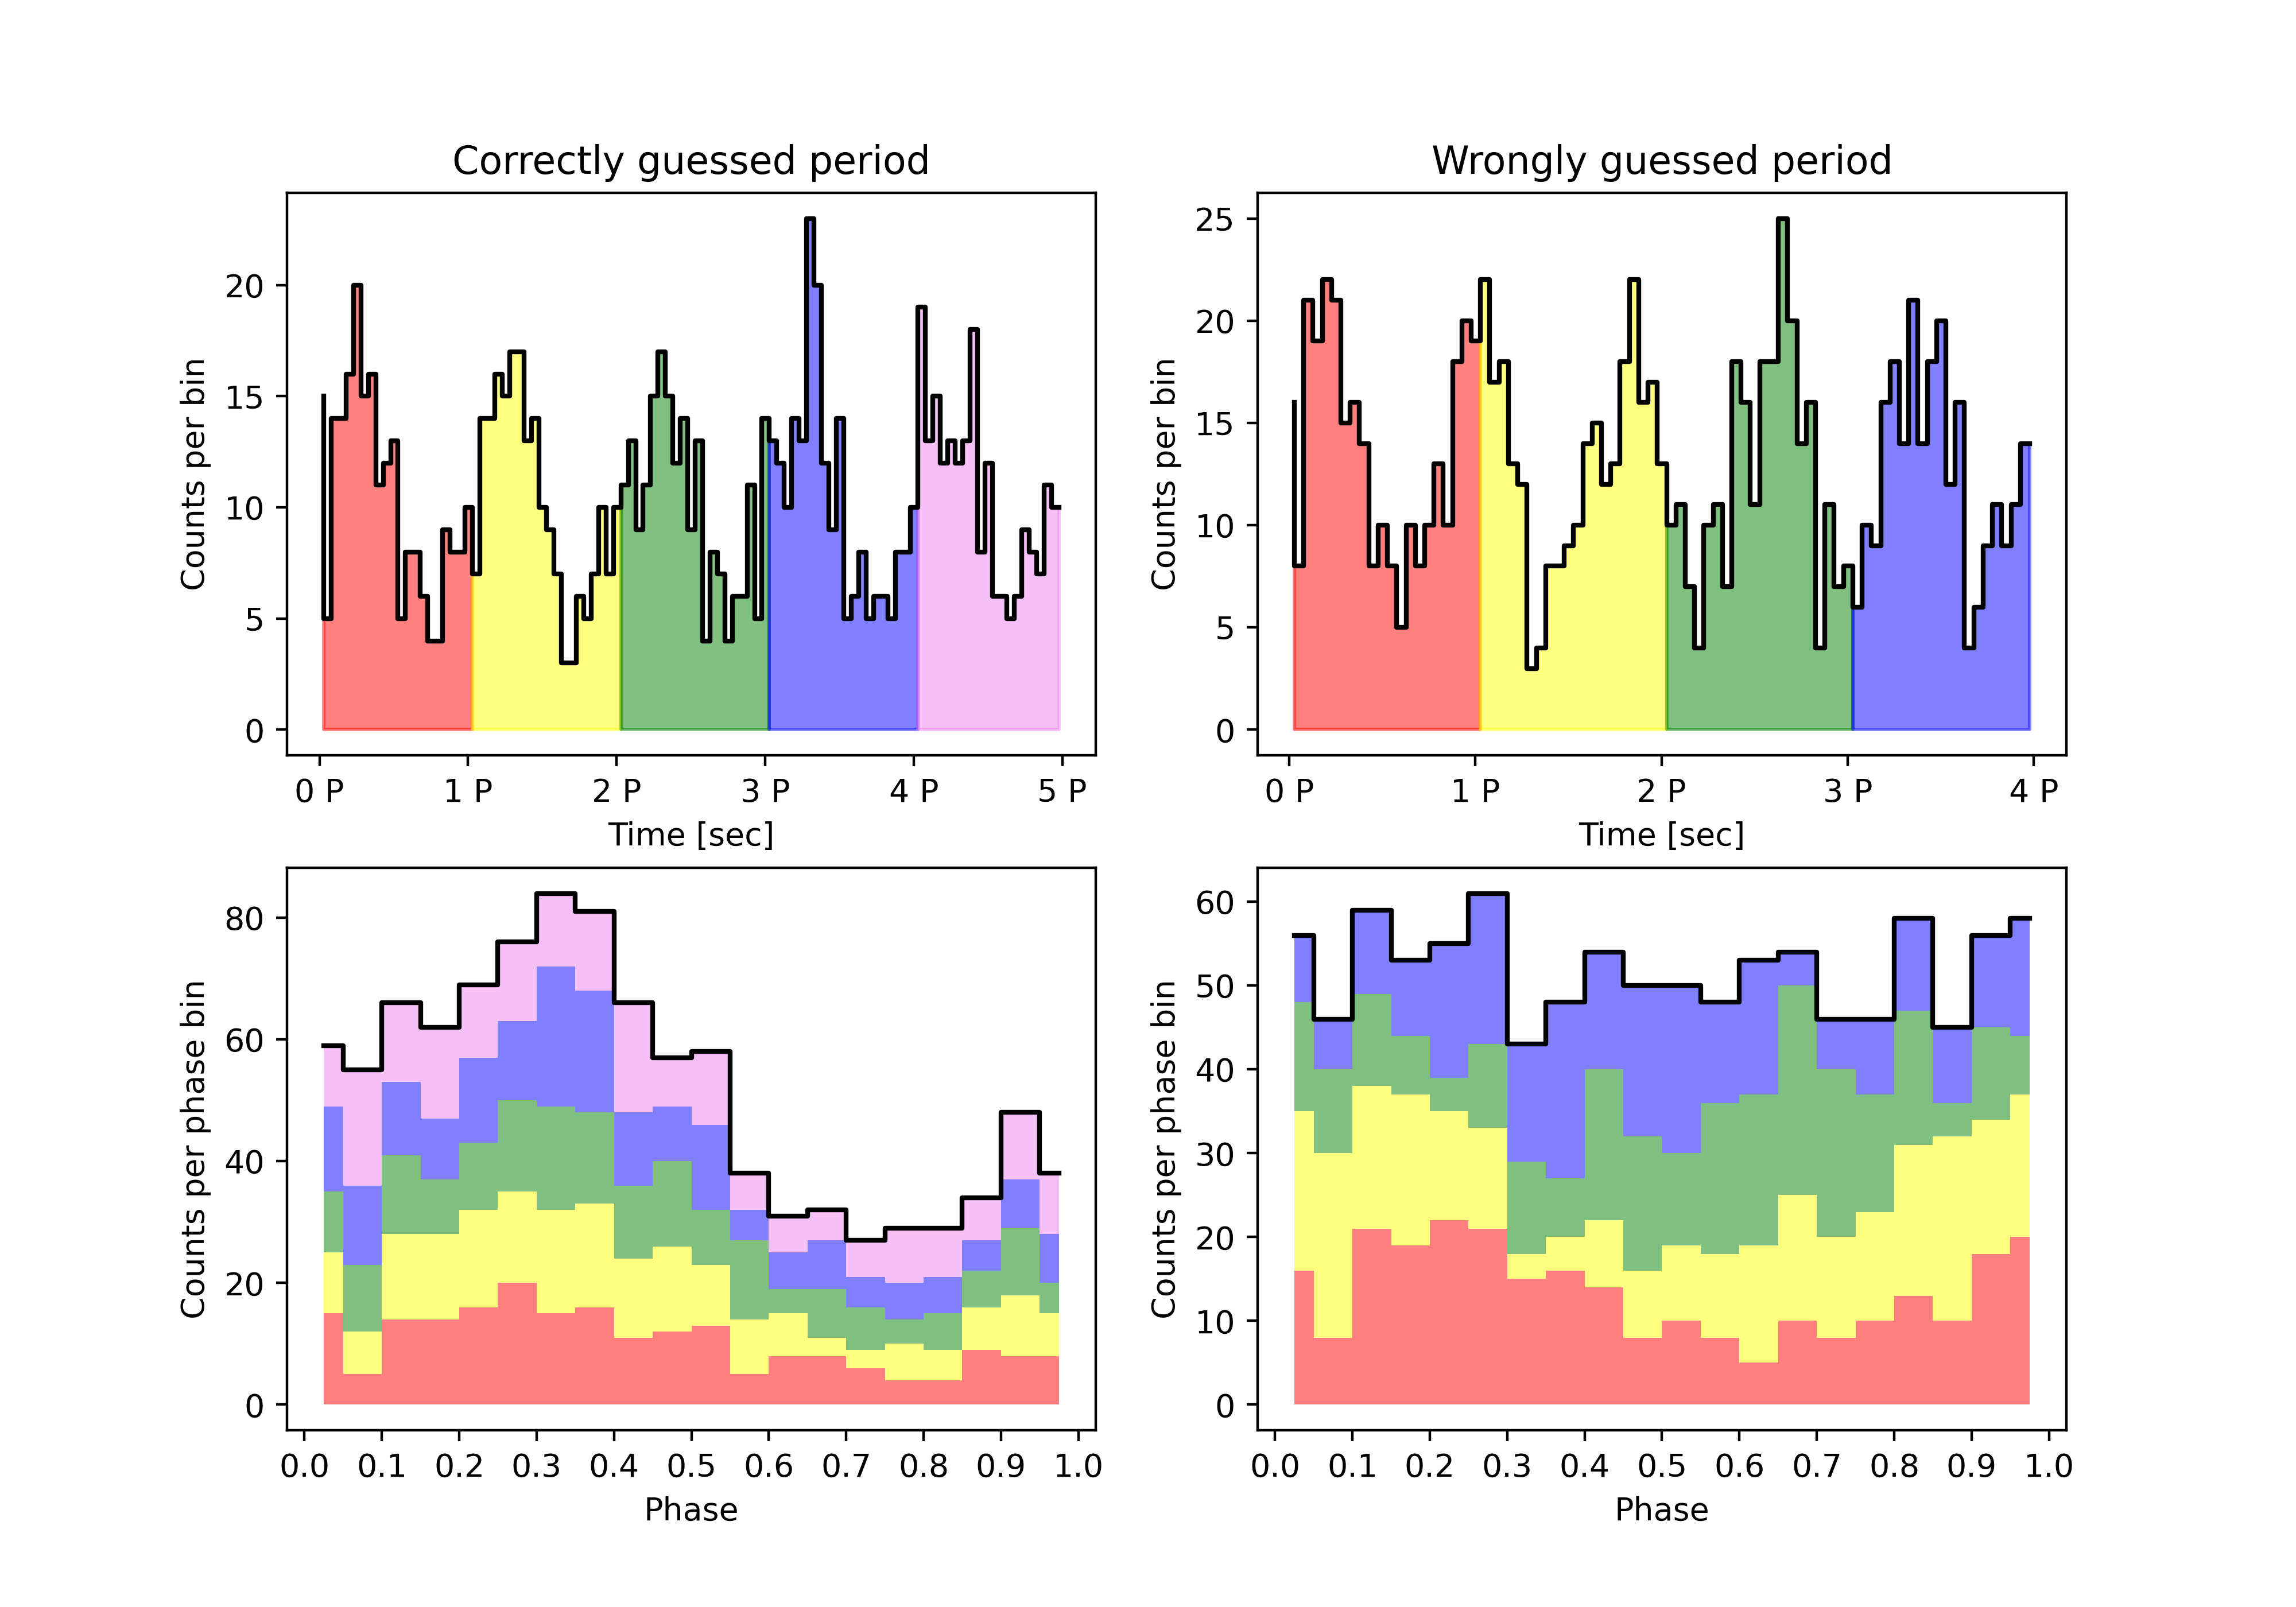 Correctly guessed period
Counts per bin
20
15
10
5
0
0 P 1 P 2 P 3 P 4 P 5 P
Time [sec]
Wrongly guessed period
Counts per bin
25
20
15
10
5
0
0 P 1 P 2 P 3 P 4 P
Time [sec]
Counts per phase bin
80
60
40
20
0
0.0 0.1 0.2 0.3 0.4 0.5 0.6 0.7 0.8 0.9 1.0
Phase
Counts per phase bin
60
50
40
30
20
10
0
0.0 0.1 0.2 0.3 0.4 0.5 0.6 0.7 0.8 0.9 1.0
Phase